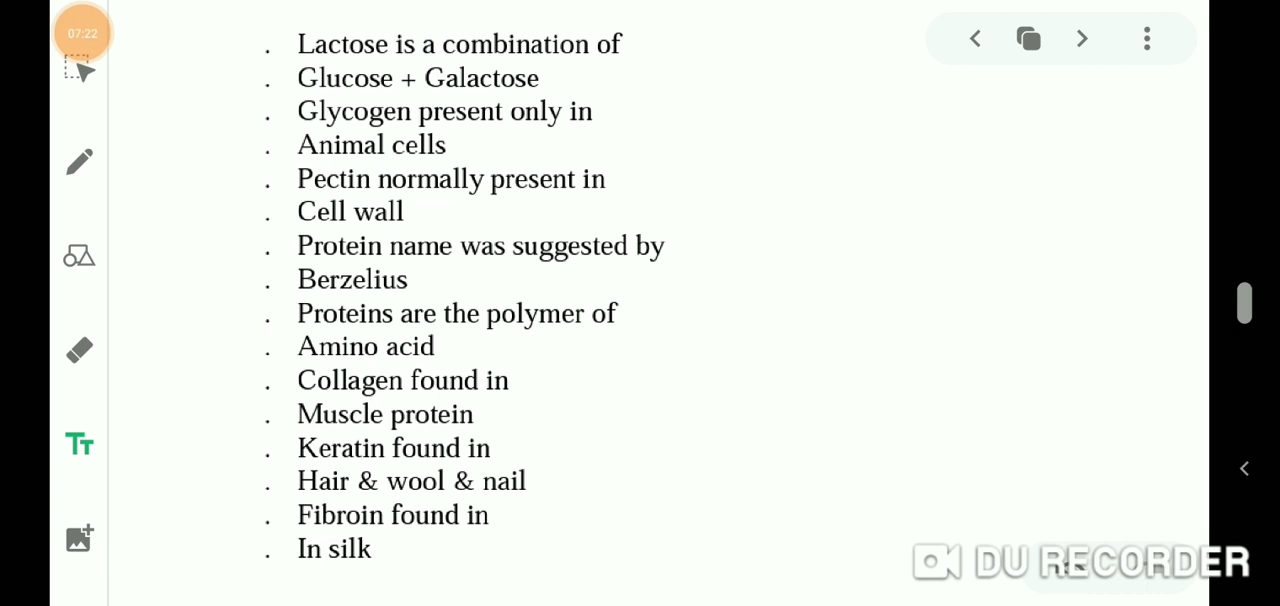 07:22
. Lactose is a combination of
. Glucose + Galactose
. Glycogen present only in
. Animal cells
. Pectin normally present in
. Cell wall
. Protein name was suggested by
. Berzelius
. Proteins are the polymer of
. Amino acid
. Collagen found in
. Muscle protein
. Keratin found in
. Hair & wool & nail
. Fibroin found in
. In silk
TT
DU RECORDER